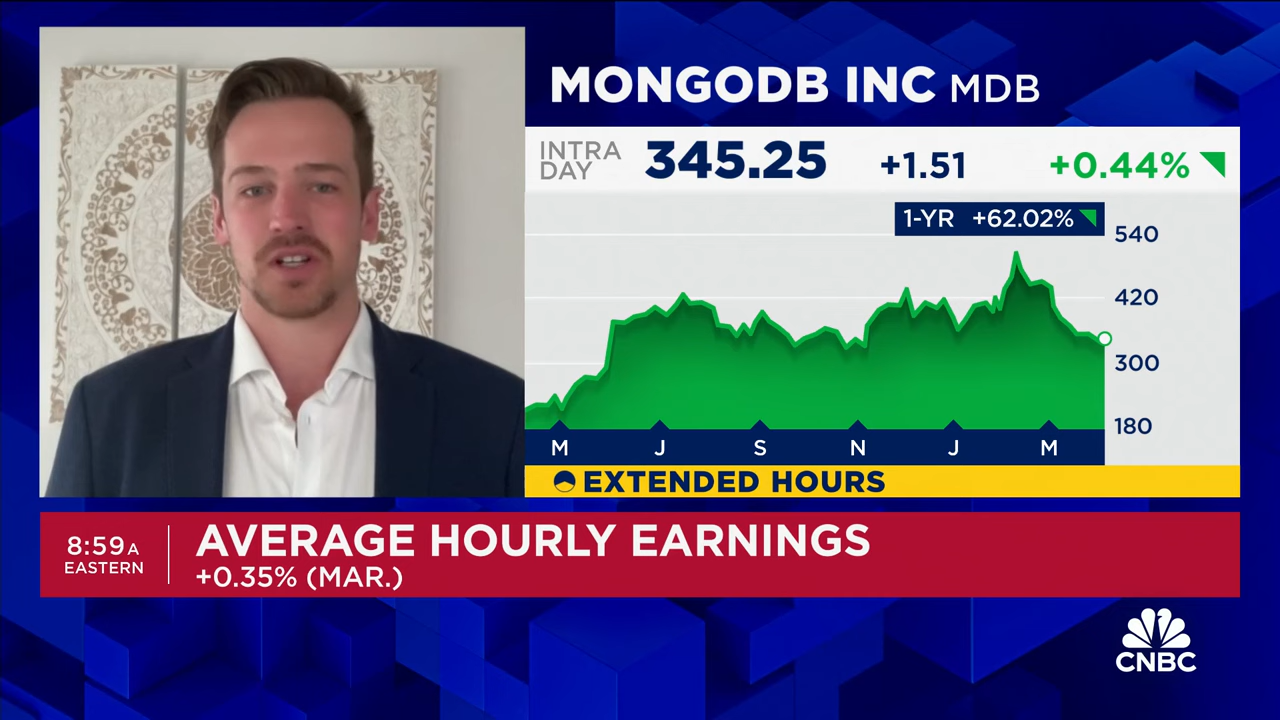 MONGODB INC MDB
INTRA DAY 345.25 +1.51 +0.44%
1-YR +62.02%
540
420
300
180
M J S N J M
EXTENDED HOURS
8:59 A EASTERN
AVERAGE HOURLY EARNINGS
+0.35% (MAR.)
CNBC